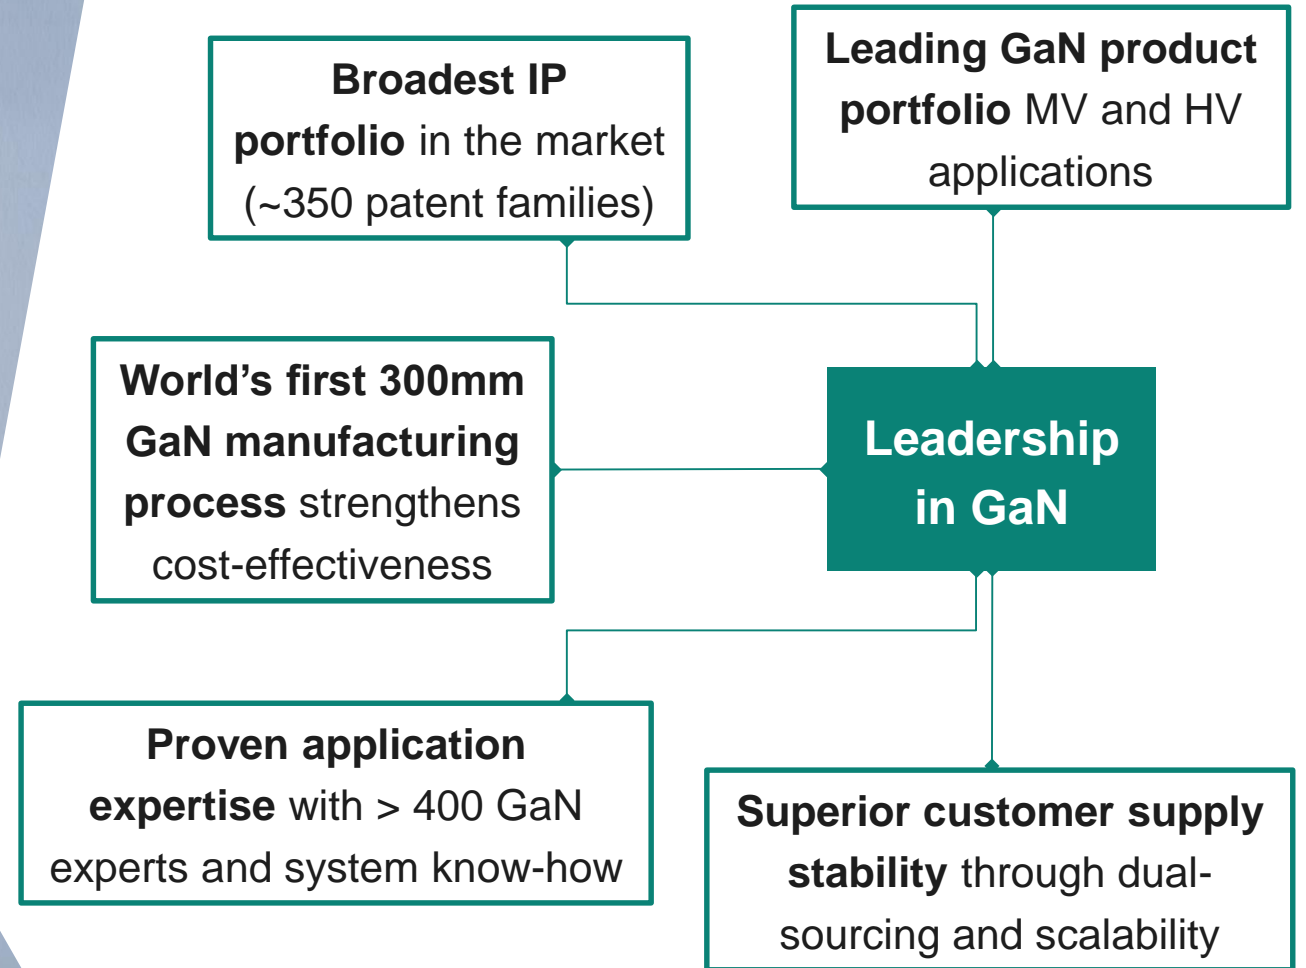 Broadest IP
portfolio in the market
(~350 patent families)
Leading GaN product
portfolio MV and HV
applications
World’s first 300mm
GaN manufacturing
process strengthens
cost-effectiveness
Leadership
in GaN
Proven application
expertise with > 400 GaN
experts and system know-how
Superior customer supply
stability through dual-
sourcing and scalability